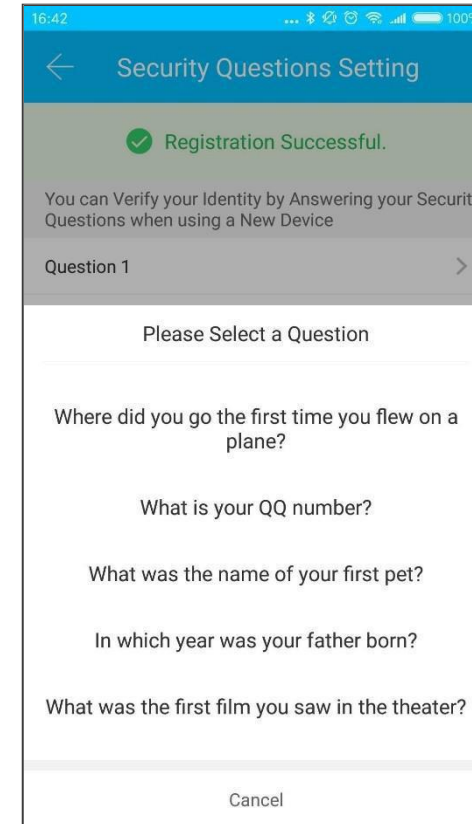 16:42 ... 100%
Security Questions Setting
Registration Successful.
You can Verify your Identity by Answering your Securit
Questions when using a New Device
Question 1
Please Select a Question
Where did you go the first time you flew on a
plane?
What is your QQ number?
What was the name of your first pet?
In which year was your father born?
What was the first film you saw in the theater?
Cancel